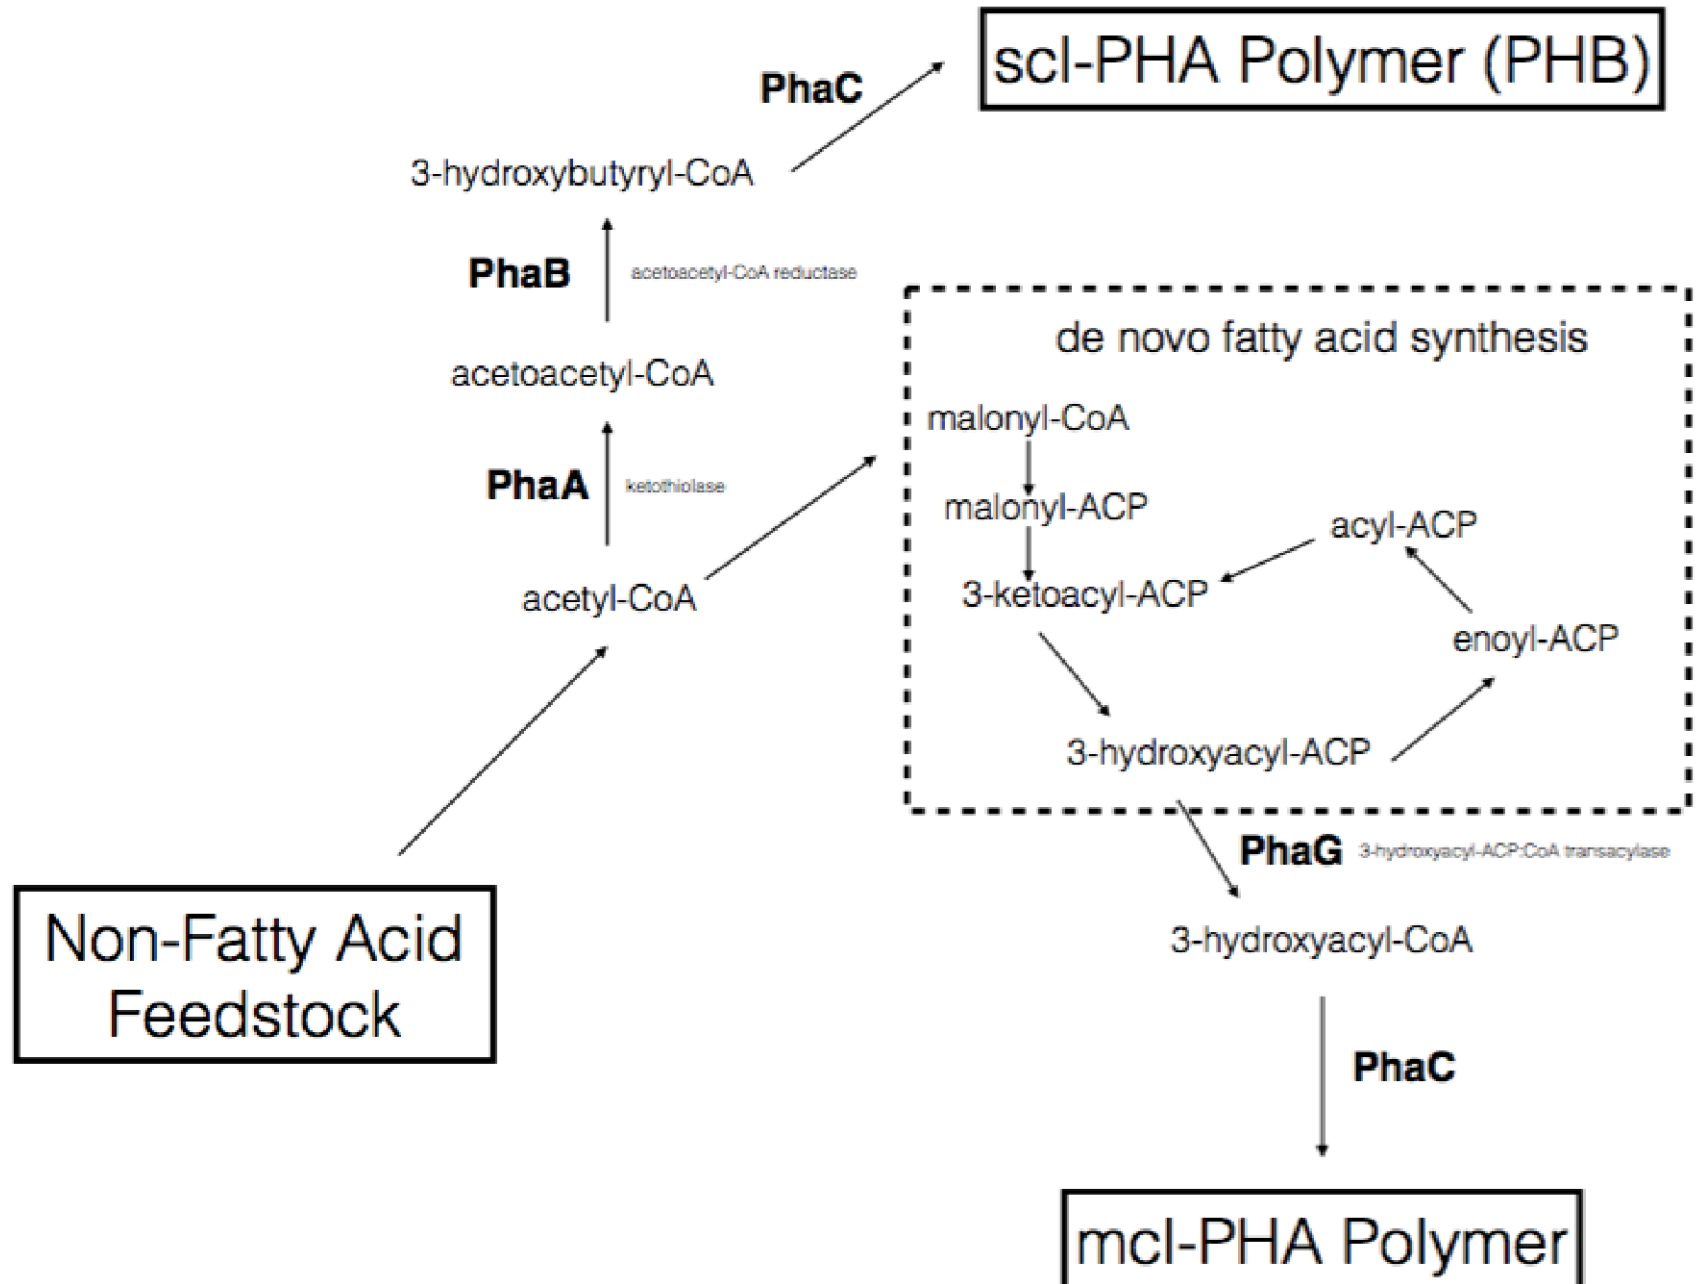 scl-PHA Polymer (PHB)
PhaC
3-hydroxybutyryl-CoA
PhaB
acetoacetyl-CoA reductase
acetoacetyl-CoA
PhaA
ketothiolase
acetyl-CoA
Non-Fatty Acid
Feedstock
de novo fatty acid synthesis
malonyl-CoA
malonyl-ACP
acyl-ACP
3-ketoacyl-ACP
enoyl-ACP
3-hydroxyacyl-ACP
PhaG
3-hydroxyacyl-ACP:CoA transacylase
3-hydroxyacyl-CoA
PhaC
mcl-PHA Polymer